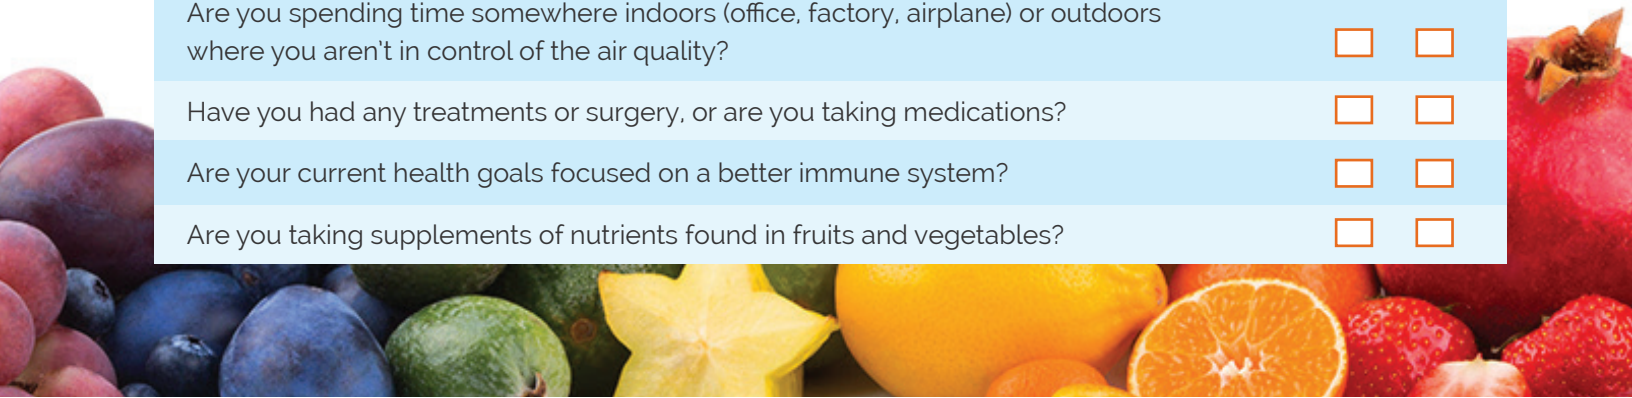 Are you spending time somewhere indoors (office, factory, airplane) or outdoors
where you aren't in control of the air quality?
Have you had any treatments or surgery, or are you taking medications?
Are your current health goals focused on a better immune system?
Are you taking supplements of nutrients found in fruits and vegetables?